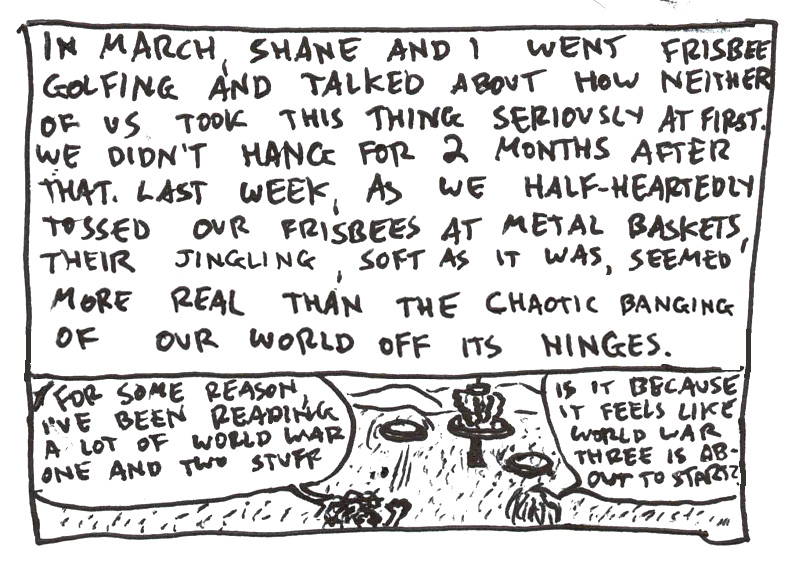 IN MARCH, SHANE AND I WENT FRISBEE
GOLFING AND TALKED ABOUT HOW NEITHER
OF US TOOK THIS THING SERIOUSLY AT FIRST.
WE DIDN'T HANG FOR 2 MONTHS AFTER
THAT. LAST WEEK, AS WE HALF-HEARTEDLY
TOSSED OUR FRISBEES AT METAL BASKETS,
THEIR JINGLING, SOFT AS IT WAS, SEEMED
MORE REAL THAN THE CHAOTIC BANGING
OF OUR WORLD OFF ITS HINGES.
FOR SOME REASON,
I'VE BEEN READING
A LOT OF WORLD WAR
ONE AND TWO STUFF
IS IT BECAUSE
IT FEELS LIKE
WORLD WAR
THREE IS AB-
OUT TO START?